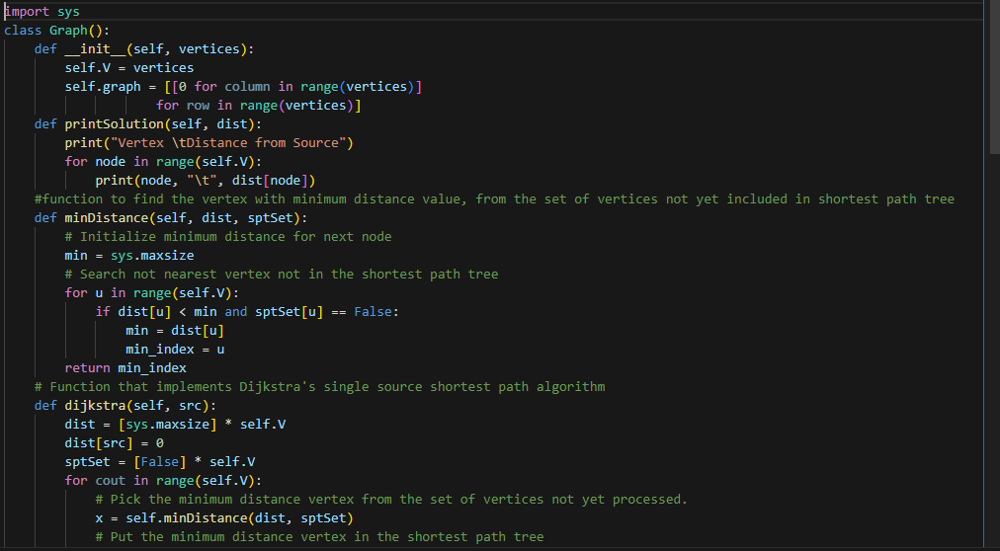 import sys
class Graph():
    def __init__(self, vertices):
        self.V = vertices
        self.graph = [[0 for column in range(vertices)]
                    for row in range(vertices)]
    def printSolution(self, dist):
        print("Vertex \tDistance from Source")
        for node in range(self.V):
            print(node, "\t", dist[node])
    #function to find the vertex with minimum distance value, from the set of vertices not yet included in shortest path tree
    def minDistance(self, dist, sptSet):
        # Initialize minimum distance for next node
        min = sys.maxsize
        # Search not nearest vertex not in the shortest path tree
        for u in range(self.V):
            if dist[u] < min and sptSet[u] == False:
                min = dist[u]
                min_index = u
        return min_index
    # Function that implements Dijkstra's single source shortest path algorithm
    def dijkstra(self, src):
        dist = [sys.maxsize] * self.V
        dist[src] = 0
        sptSet = [False] * self.V
        for cout in range(self.V):
            # Pick the minimum distance vertex from the set of vertices not yet processed.
            x = self.minDistance(dist, sptSet)
            # Put the minimum distance vertex in the shortest path tree